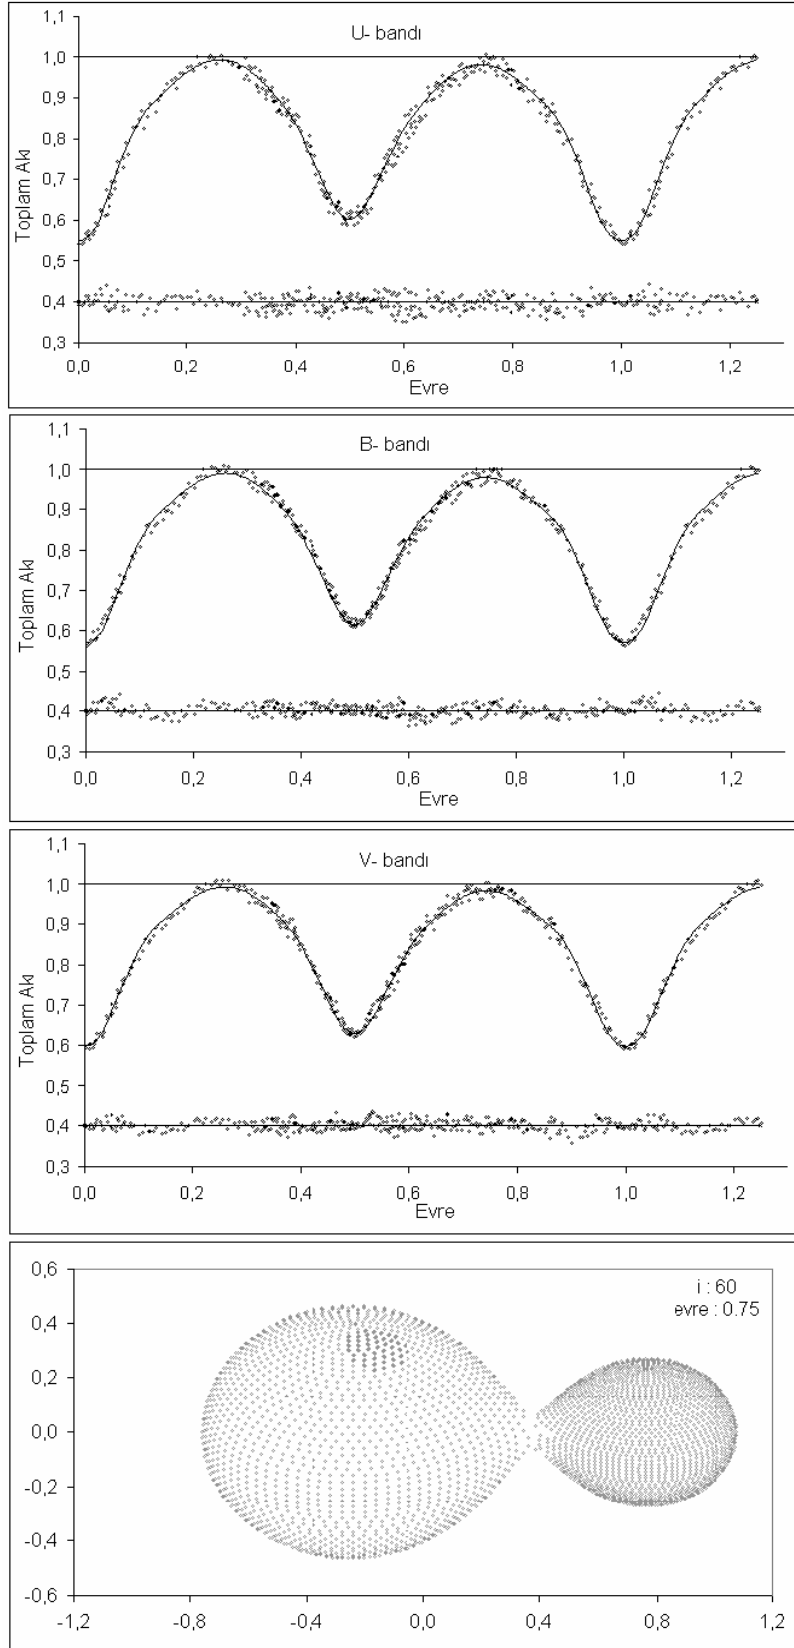 U- bandı
1,1
1,0
0,9
0,8
0,7
0,6
0,5
0,4
0,3
Toplam Akı
0,0 0,2 0,4 0,6 0,8 1,0 1,2
Evre
B- bandı
1,1
1,0
0,9
0,8
0,7
0,6
0,5
0,4
0,3
Toplam Akı
0,0 0,2 0,4 0,6 0,8 1,0 1,2
Evre
V- bandı
1,1
1,0
0,9
0,8
0,7
0,6
0,5
0,4
0,3
Toplam Akı
0,0 0,2 0,4 0,6 0,8 1,0 1,2
Evre
i : 60
evre : 0.75
0,6
0,4
0,2
0,0
-0,2
-0,4
-0,6
-1,2 -0,8 -0,4 0,0 0,4 0,8 1,2